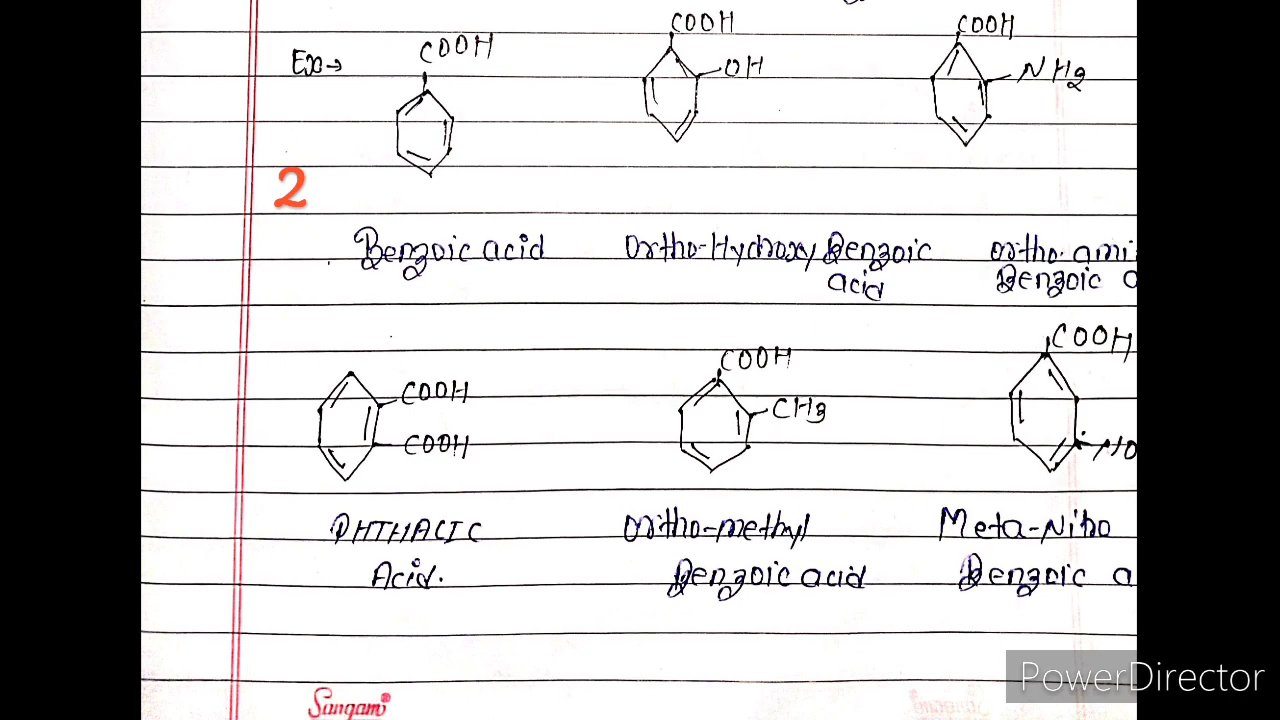 COOH COOH COOH
Ex→ OH NH2
2
Benzoic acid Ortho-Hydroxy Benzoic acid Ortho. ami Benzoic
COOH
COOH COOH CH3
COOH NO
PHTHALIC Ortho-methyl Meta-Nitro
Acid. Benzoic acid Benzoic a
PowerDirector
Sangam®